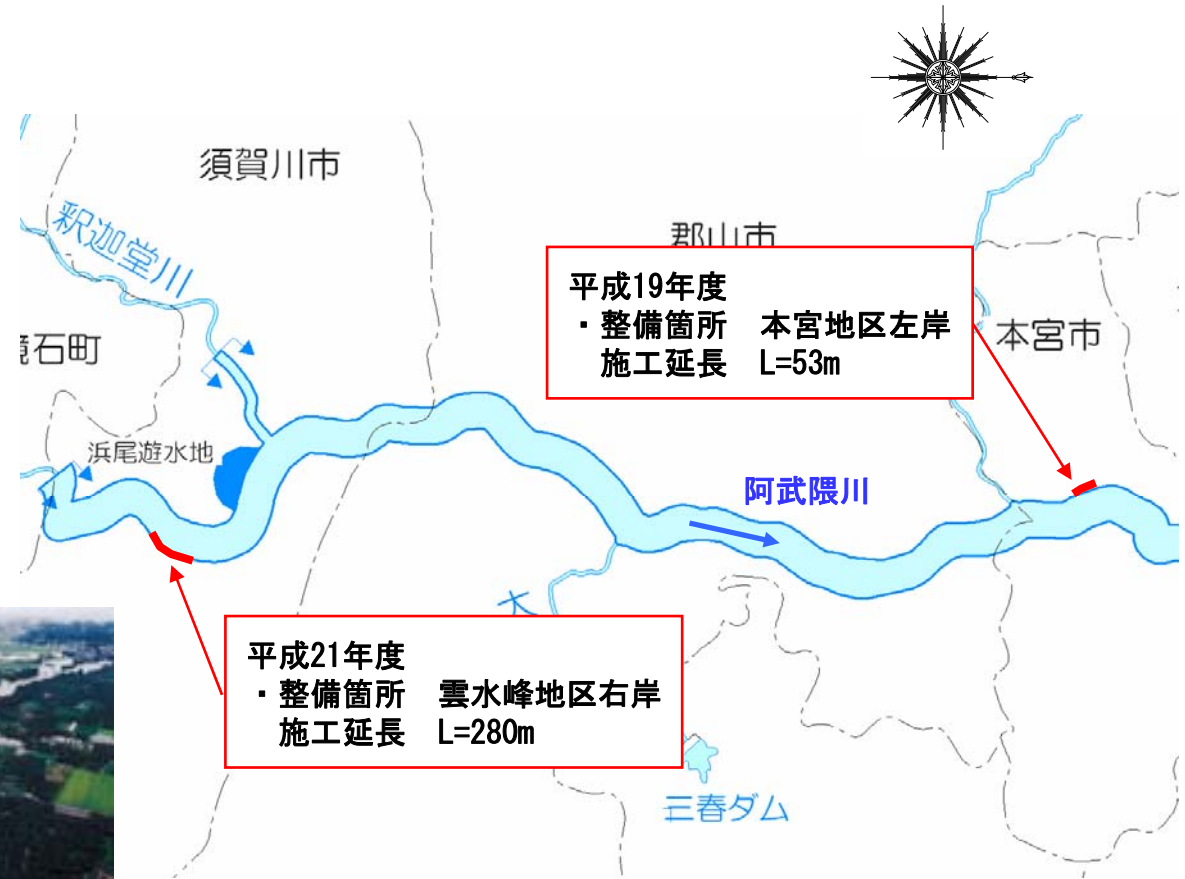 須賀川市
釈迦堂川
郡山市
平成19年度
・整備箇所　本宮地区左岸
施工延長　L=53m
本宮市
石町
浜尾遊水地
阿武隈川
大
平成21年度
・整備箇所　雲水峰地区右岸
施工延長　L=280m
三春ダム